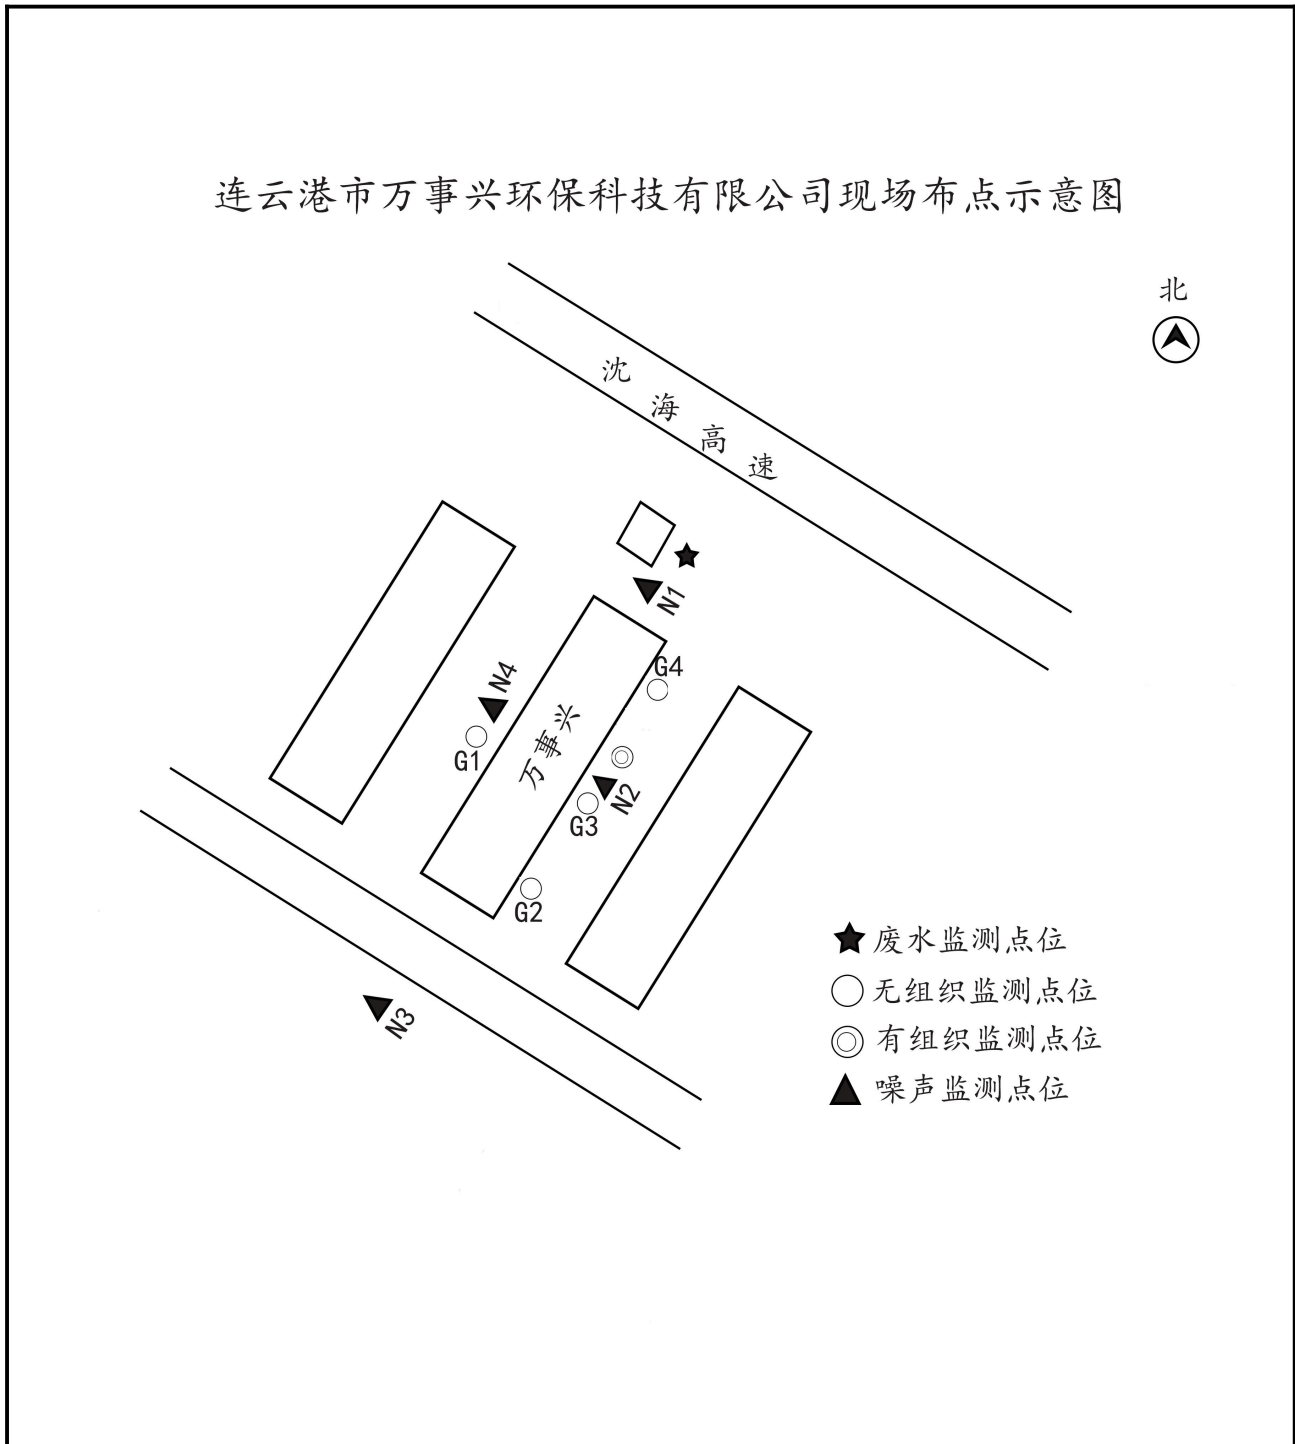 连云港市万事兴环保科技有限公司现场布点示意图
北
沈海高速
N1
N4
G4
G1
万事兴
N2
G3
G2
N3
废水监测点位
无组织监测点位
有组织监测点位
噪声监测点位